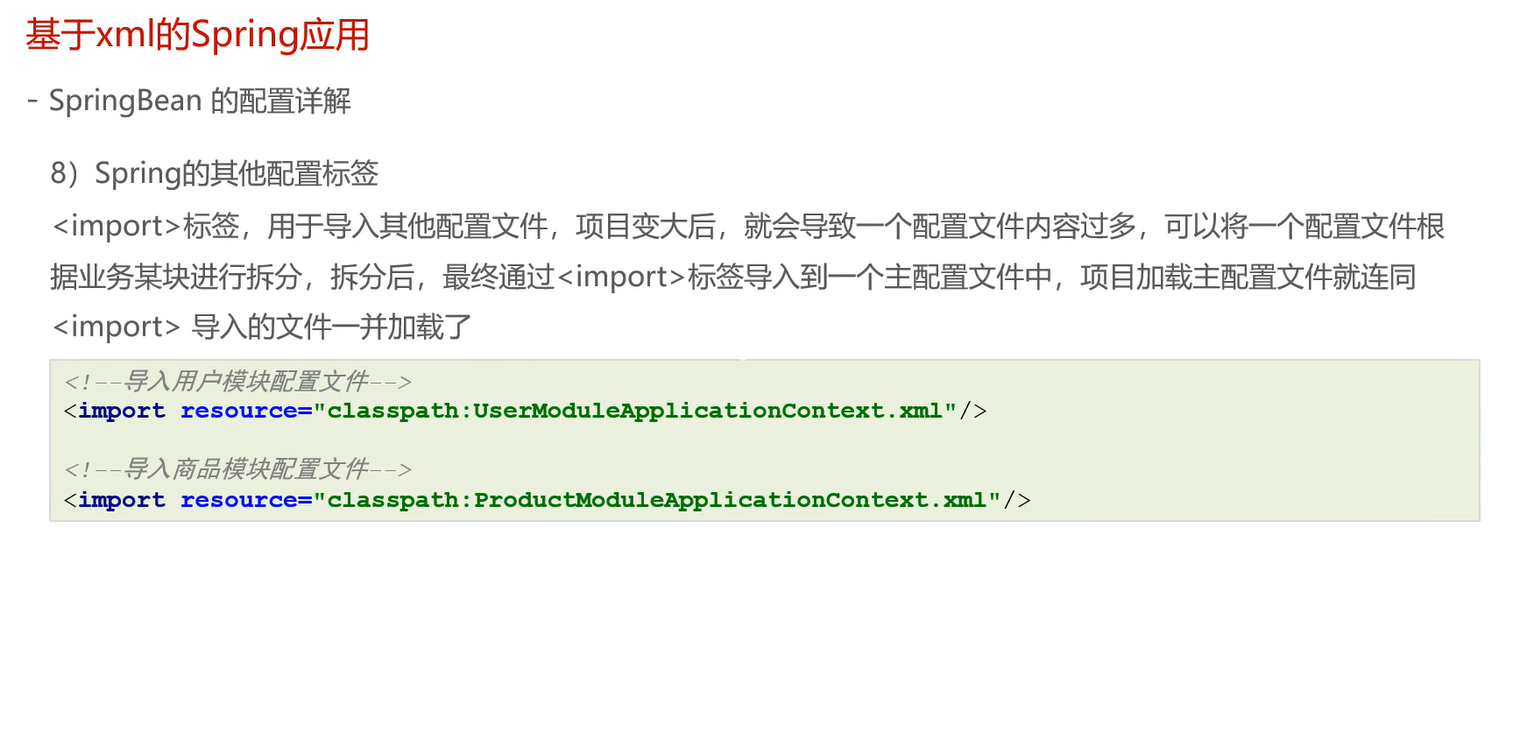 基于xml的Spring应用
- SpringBean 的配置详解
8）Spring的其他配置标签
<import>标签，用于导入其他配置文件，项目变大后，就会导致一个配置文件内容过多，可以将一个配置文件根
据业务某块进行拆分，拆分后，最终通过<import>标签导入到一个主配置文件中，项目加载主配置文件就连同
<import> 导入的文件一并加载了
<!--导入用户模块配置文件-->
<import resource="classpath:UserModuleApplicationContext.xml"/>
<!--导入商品模块配置文件-->
<import resource="classpath:ProductModuleApplicationContext.xml"/>